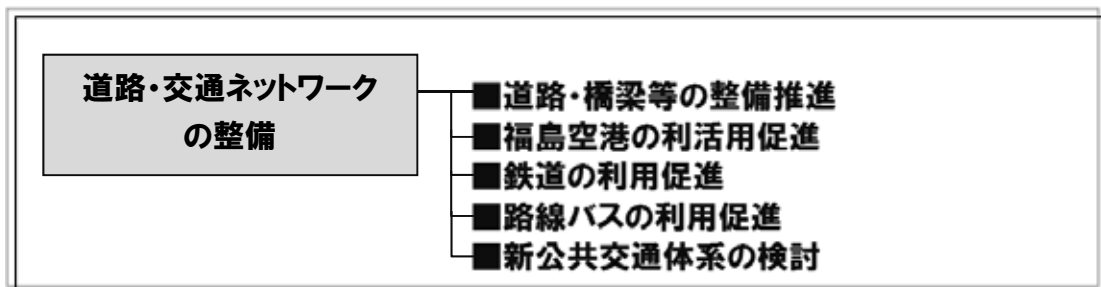 道路・交通ネットワーク
の整備
■道路・橋梁等の整備推進
■福島空港の利活用促進
■鉄道の利用促進
■路線バスの利用促進
■新公共交通体系の検討